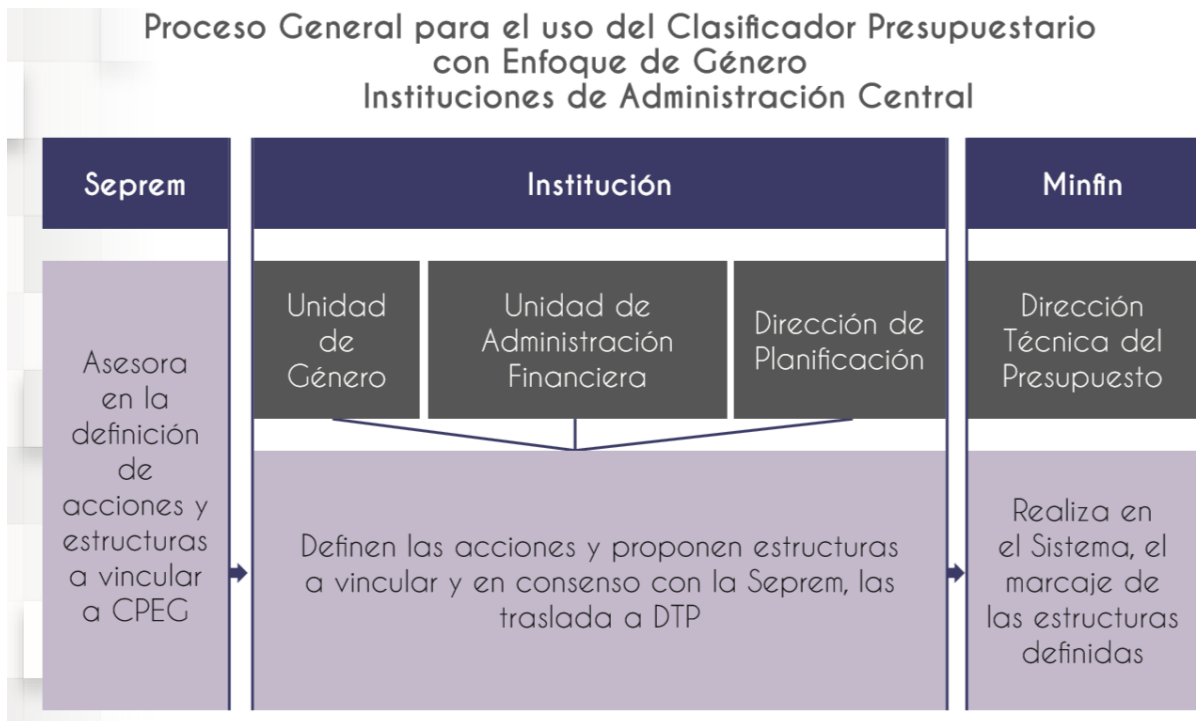 Proceso General para el uso del Clasificador Presupuestario
con Enfoque de Género
Instituciones de Administración Central
Seprem
Institución
Minfin
Asesora
en la
definición
de
acciones y
estructuras
a vincular
a CPEG
Unidad
de
Género
Unidad de
Administración
Financiera
Dirección de
Planificación
Definen las acciones y proponen estructuras
a vincular y en consenso con la Seprem, las
traslada a DTP
Dirección
Técnica del
Presupuesto
Realiza en
el Sistema, el
marcaje de
las estructuras
definidas